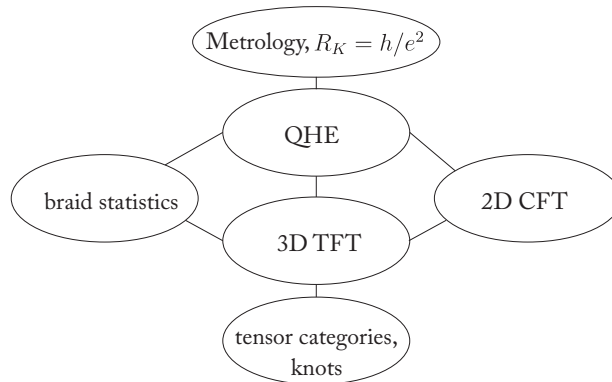 Metrology, $R_K = h/e^2$
QHE
braid statistics
2D CFT
3D TFT
tensor categories,
knots